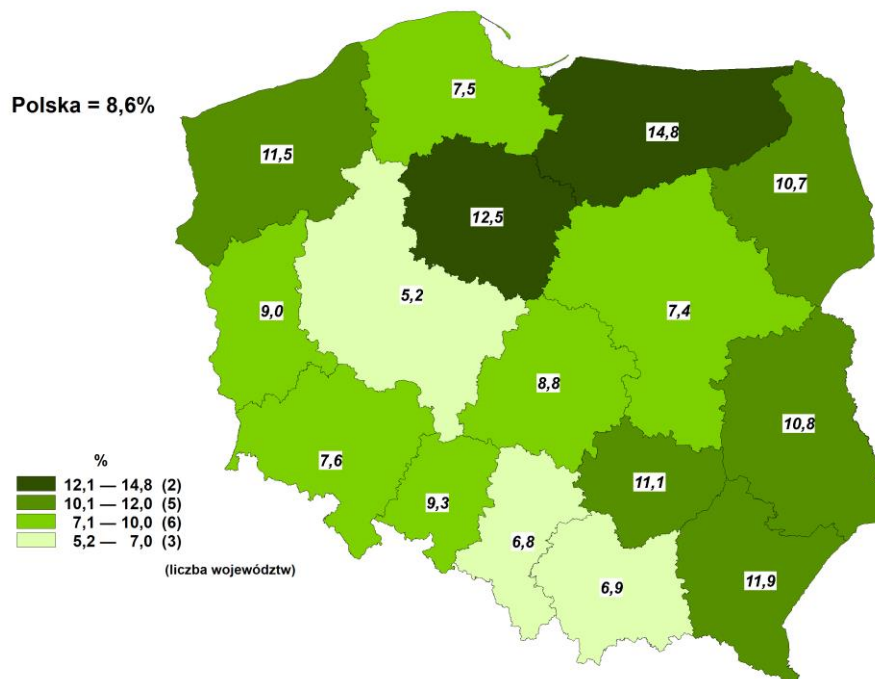 7,5
Polska = 8,6%
14,8
11,5
10,7
12,5
5,2
9,0
7,4
8,8
10,8
7,6
%
12,1 — 14,8 (2)
11,1
10,1 — 12,0 (5)
9,3
7,1 — 10,0 (6)
5,2 — 7,0 (3)
6,8
(liczba województw)
6,9
11,9